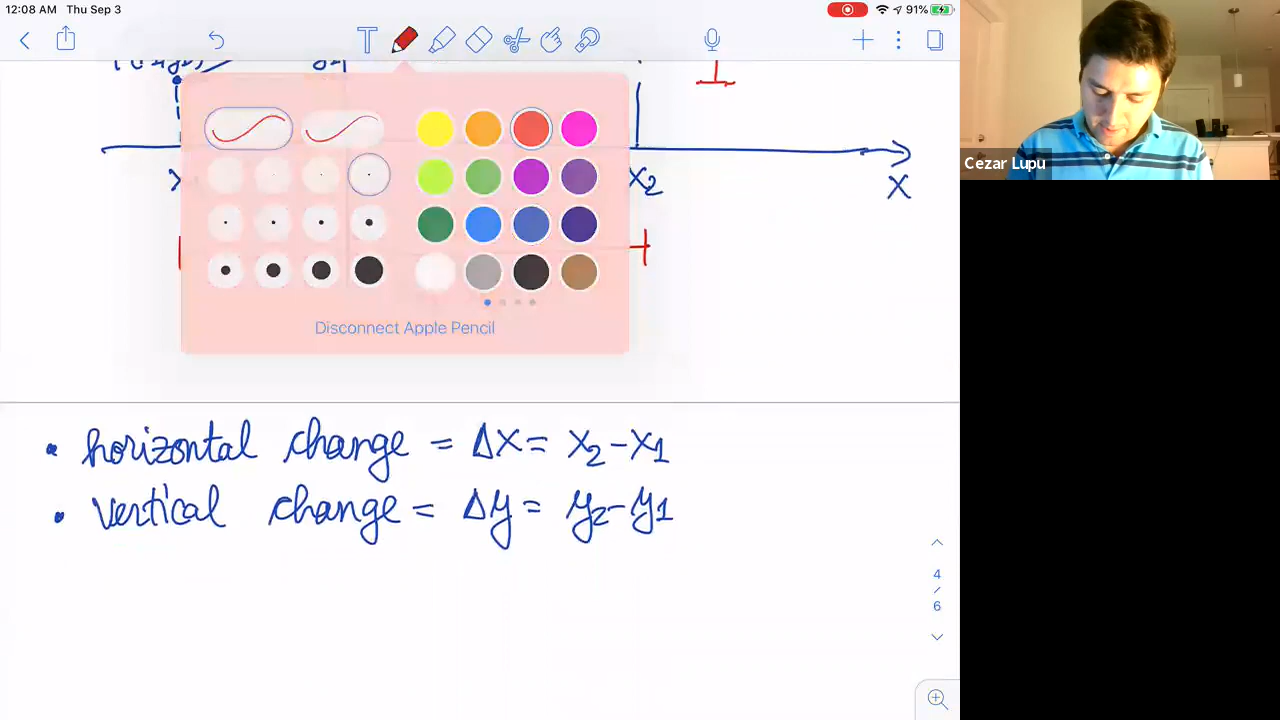 12:08 AM Thu Sep 3
91%
T
1
x₂
X
Cezar Lupu
Disconnect Apple Pencil
• horizontal change = Δx = x₂-x₁
• vertical change = Δy = y₂-y₁
4
/
6